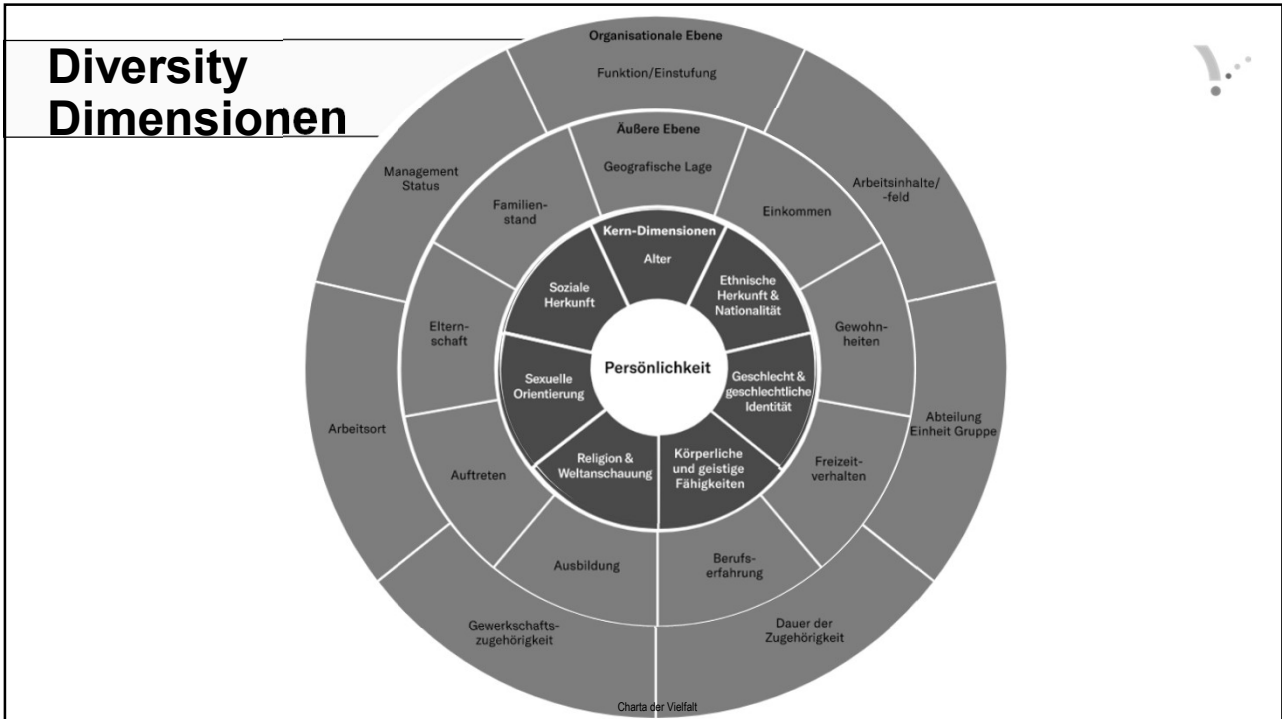 Diversity
Dimensionen
Organisationale Ebene
Funktion/Einstufung
Arbeitsinhalte/
-feld
Abteilung
Einheit Gruppe
Dauer der
Zugehörigkeit
Gewerkschafts-
zugehörigkeit
Arbeitsort
Management
Status
Äußere Ebene
Geografische Lage
Einkommen
Gewohn-
heiten
Freizeit-
verhalten
Berufs-
erfahrung
Ausbildung
Auftreten
Eltern-
schaft
Familien-
stand
Kern-Dimensionen
Alter
Ethnische
Herkunft &
Nationalität
Geschlecht &
geschlechtliche
Identität
Körperliche
und geistige
Fähigkeiten
Religion &
Weltanschauung
Sexuelle
Orientierung
Soziale
Herkunft
Persönlichkeit
Charta der Vielfalt